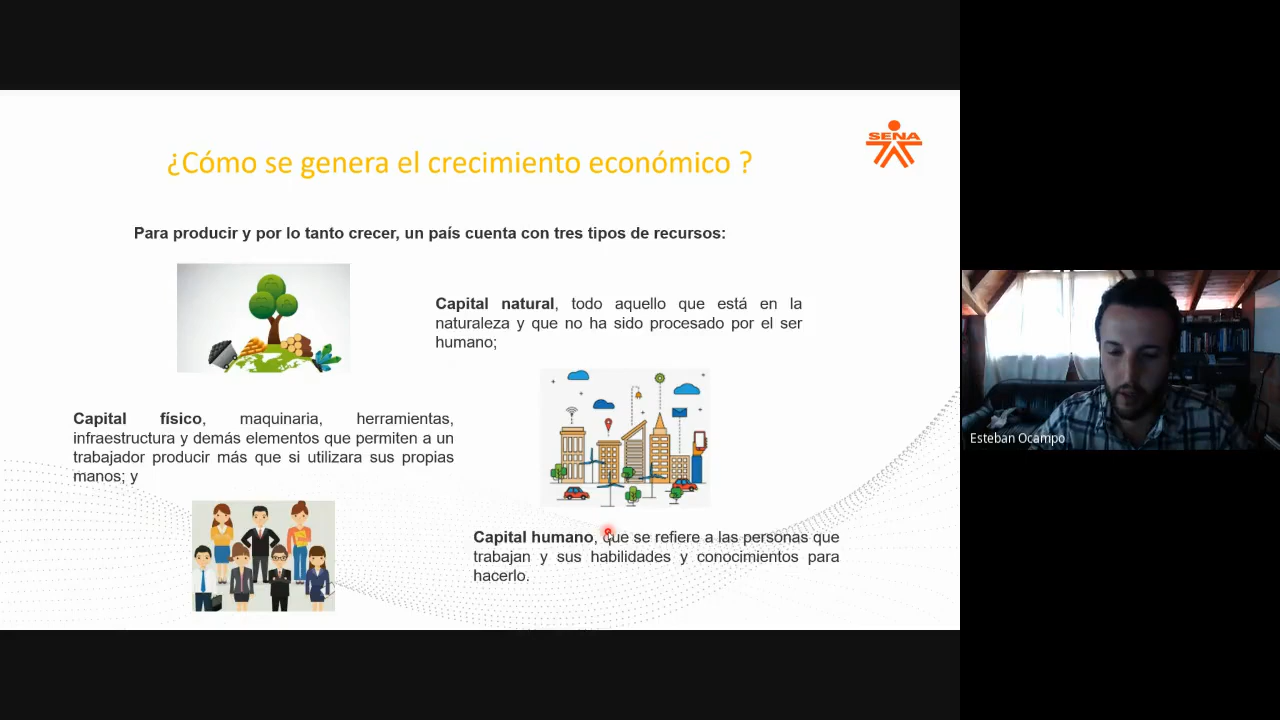 SENA
¿Cómo se genera el crecimiento económico ?
Para producir y por lo tanto crecer, un país cuenta con tres tipos de recursos:
Capital natural, todo aquello que está en la
naturaleza y que no ha sido procesado por el ser
humano;
Capital físico, maquinaria, herramientas,
infraestructura y demás elementos que permiten a un
trabajador producir más que si utilizara sus propias
manos; y
Capital humano, que se refiere a las personas que
trabajan y sus habilidades y conocimientos para
hacerlo.
Esteban Ocampo